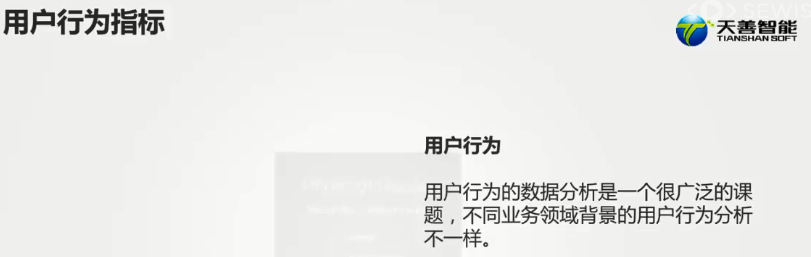 用户行为指标
SEWIS
天善智能
TIANSHAN SOFT
用户行为
用户行为的数据分析是一个很广泛的课
题，不同业务领域背景的用户行为分析
不一样。